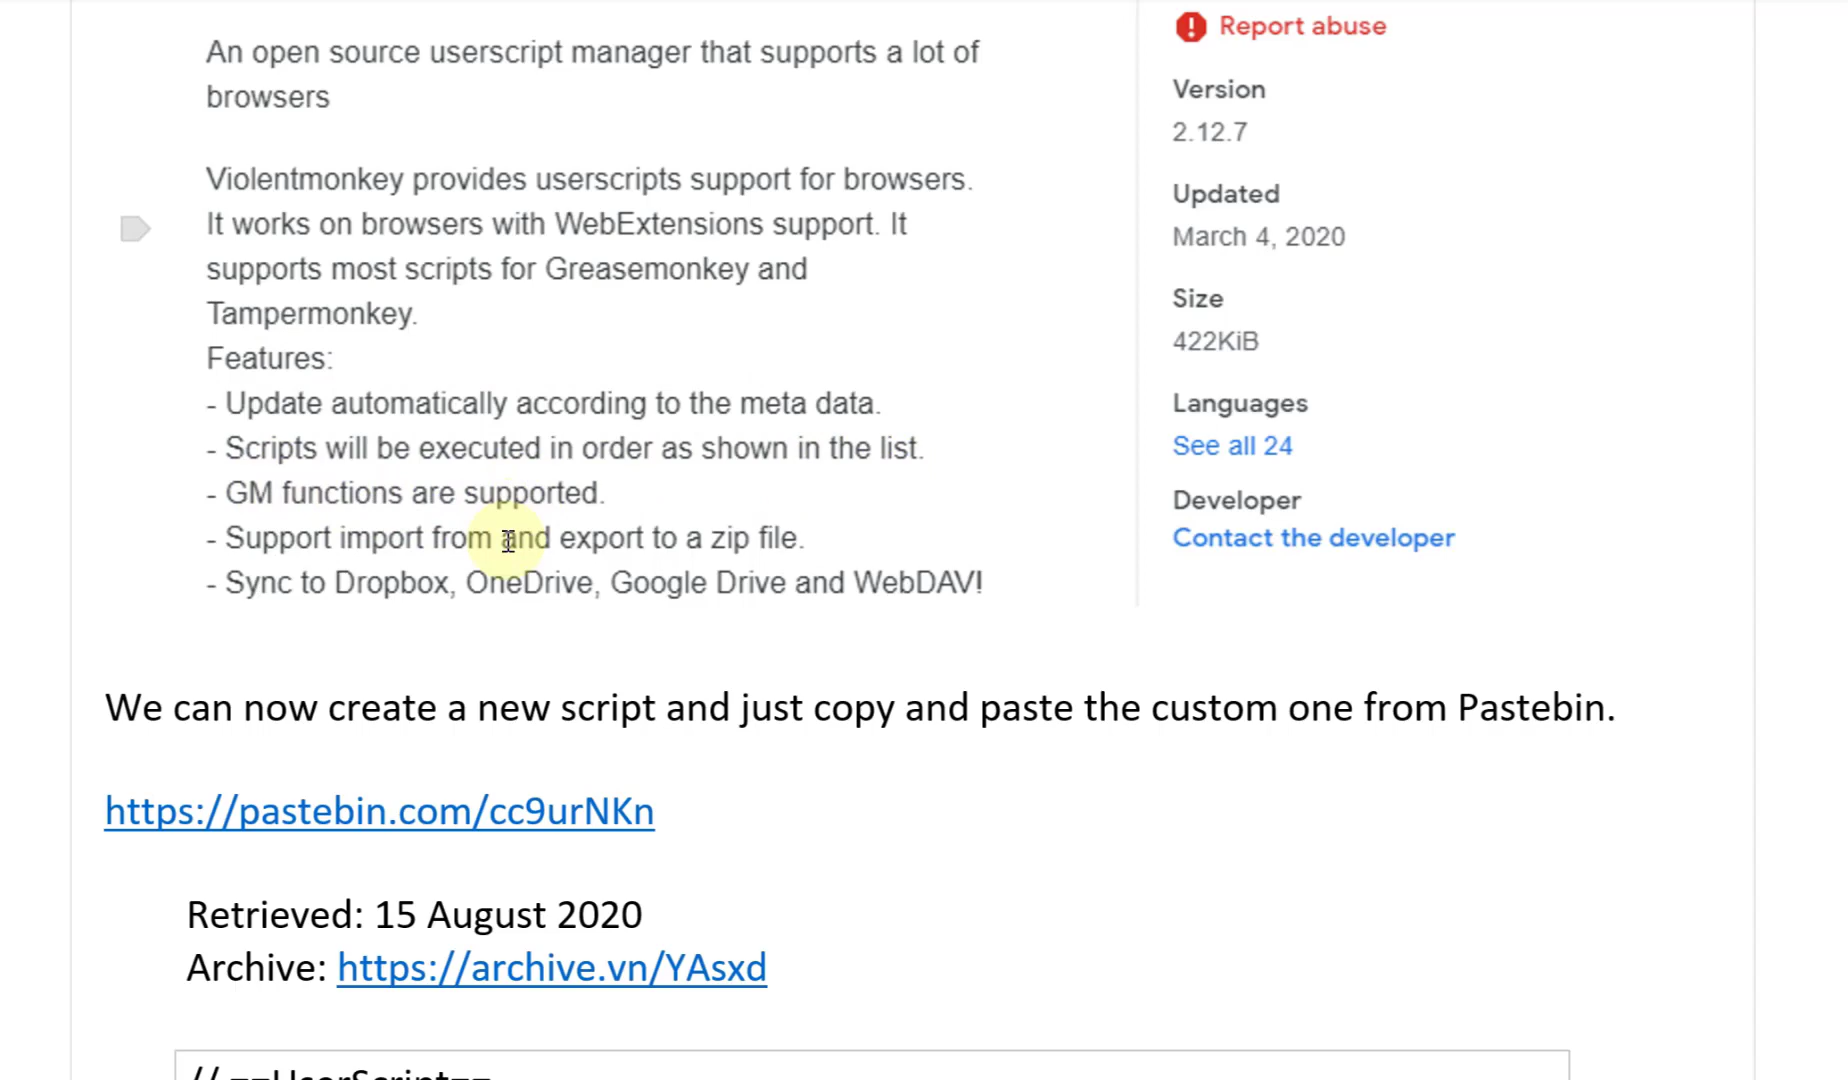 An open source userscript manager that supports a lot of
browsers
Violentmonkey provides userscripts support for browsers.
It works on browsers with WebExtensions support. It
supports most scripts for Greasemonkey and
Tampermonkey.
Features:
- Update automatically according to the meta data.
- Scripts will be executed in order as shown in the list.
- GM functions are supported.
- Support import from and export to a zip file.
- Sync to Dropbox, OneDrive, Google Drive and WebDAV!
Report abuse
Version
2.12.7
Updated
March 4, 2020
Size
422KiB
Languages
See all 24
Developer
Contact the developer
We can now create a new script and just copy and paste the custom one from Pastebin.
https://pastebin.com/cc9urNKn
Retrieved: 15 August 2020
Archive: https://archive.vn/YAsxd
// ==UserScript==